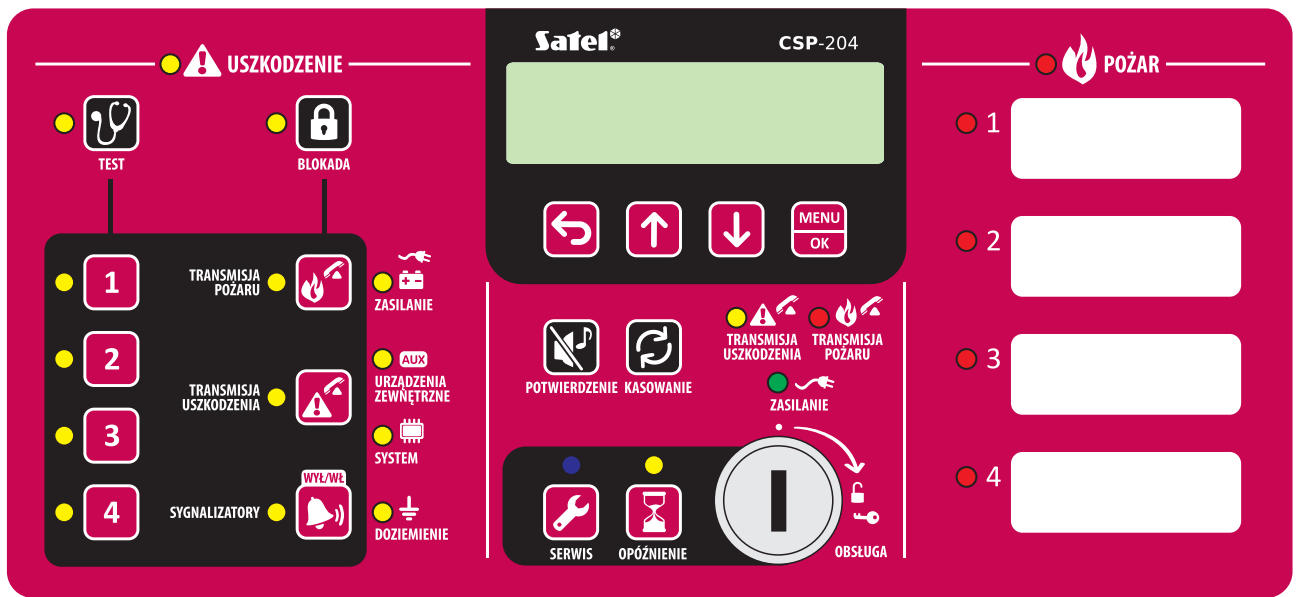 USZKODZENIE
TEST
BLOKADA
1
2
3
4
TRANSMISJA
POŻARU
TRANSMISJA
USZKODZENIA
WYŁ/WŁ
SYGNALIZATORY
ZASILANIE
AUX
URZĄDZENIA
ZEWNĘTRZNE
SYSTEM
DOZIEMIENIE
Satel®
CSP-204
MENU
OK
POTWIERDZENIE
KASOWANIE
TRANSMISJA
USZKODZENIA
TRANSMISJA
POŻARU
ZASILANIE
SERWIS
OPÓŹNIENIE
OBSŁUGA
POŻAR
1
2
3
4